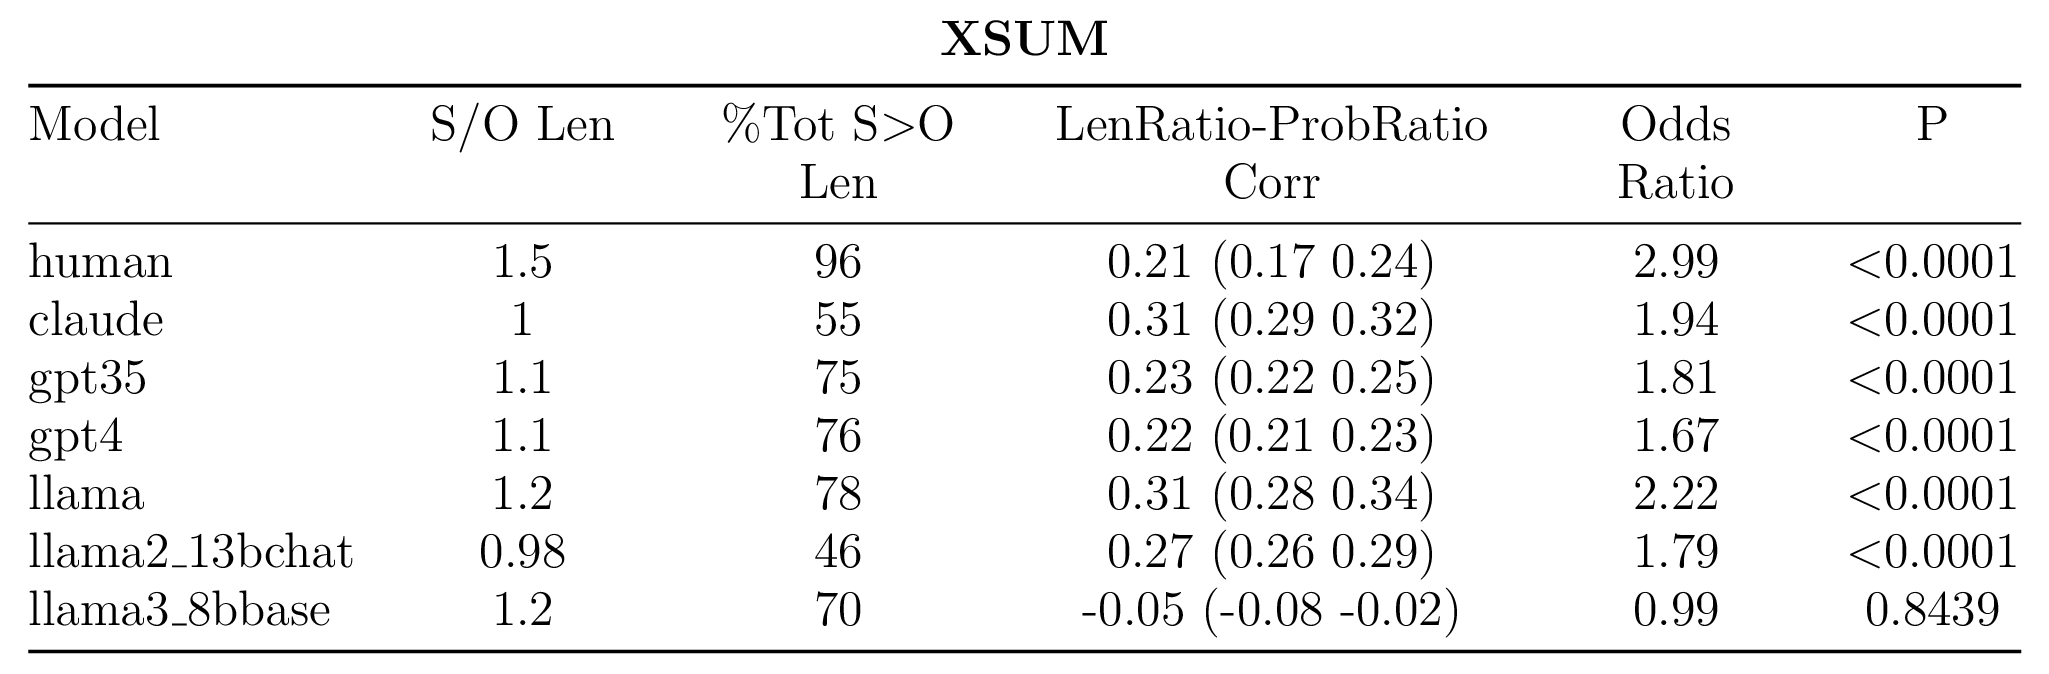 XSUM
Model S/O Len %Tot S>O LenRatio-ProbRatio Odds P
Len Corr Ratio
human 1.5 96 0.21 (0.17 0.24) 2.99 <0.0001
claude 1 55 0.31 (0.29 0.32) 1.94 <0.0001
gpt35 1.1 75 0.23 (0.22 0.25) 1.81 <0.0001
gpt4 1.1 76 0.22 (0.21 0.23) 1.67 <0.0001
llama 1.2 78 0.31 (0.28 0.34) 2.22 <0.0001
llama2_13bchat 0.98 46 0.27 (0.26 0.29) 1.79 <0.0001
llama3_8bbase 1.2 70 -0.05 (-0.08 -0.02) 0.99 0.8439